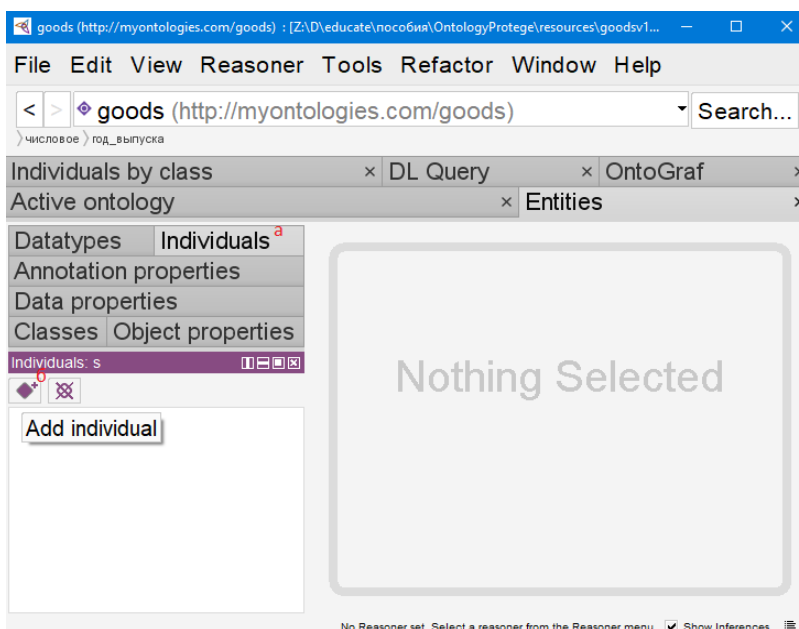 goods (http://myontologies.com/goods) : [Z:\D\educate\пособия\OntologyProtege\resources\goodsv1...
File Edit View Reasoner Tools Refactor Window Help
< > goods (http://myontologies.com/goods) Search...
числовое год_выпуска
Individuals by class × DL Query × OntoGraf
Active ontology × Entities
Datatypes Individuals а
Annotation properties
Data properties
Classes Object properties
Individuals: s
б
Add individual
Nothing Selected
No Reasoner set. Select a reasoner from the Reasoner menu Show Inferences